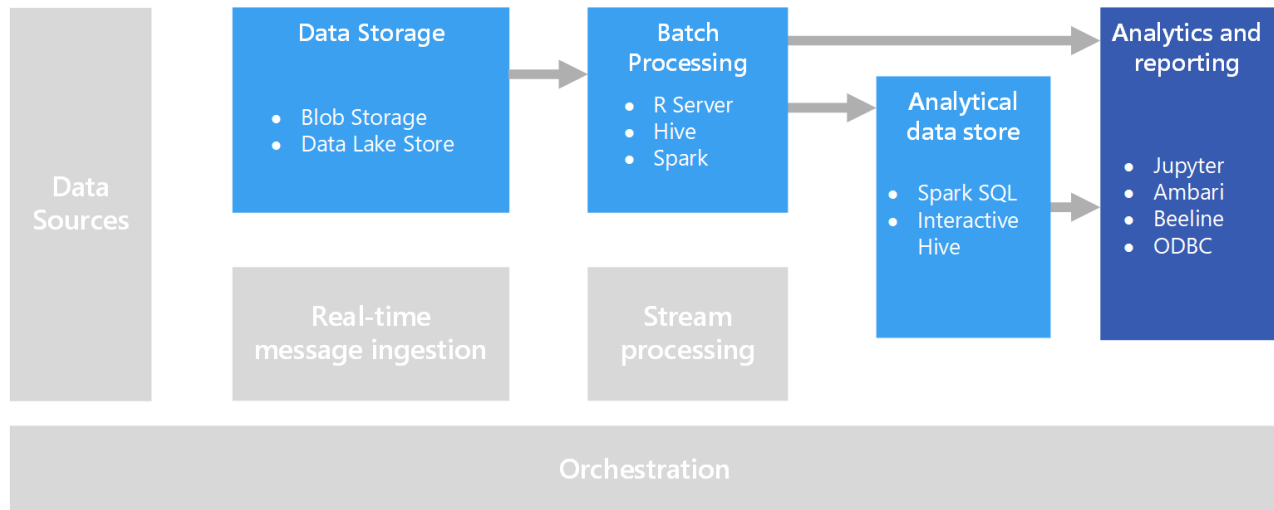 Data
Sources
Data Storage
• Blob Storage
• Data Lake Store
Real-time
message ingestion
Batch
Processing
• R Server
• Hive
• Spark
Stream
processing
Analytical
data store
• Spark SQL
• Interactive
Hive
Analytics and
reporting
• Jupyter
• Ambari
• Beeline
• ODBC
Orchestration